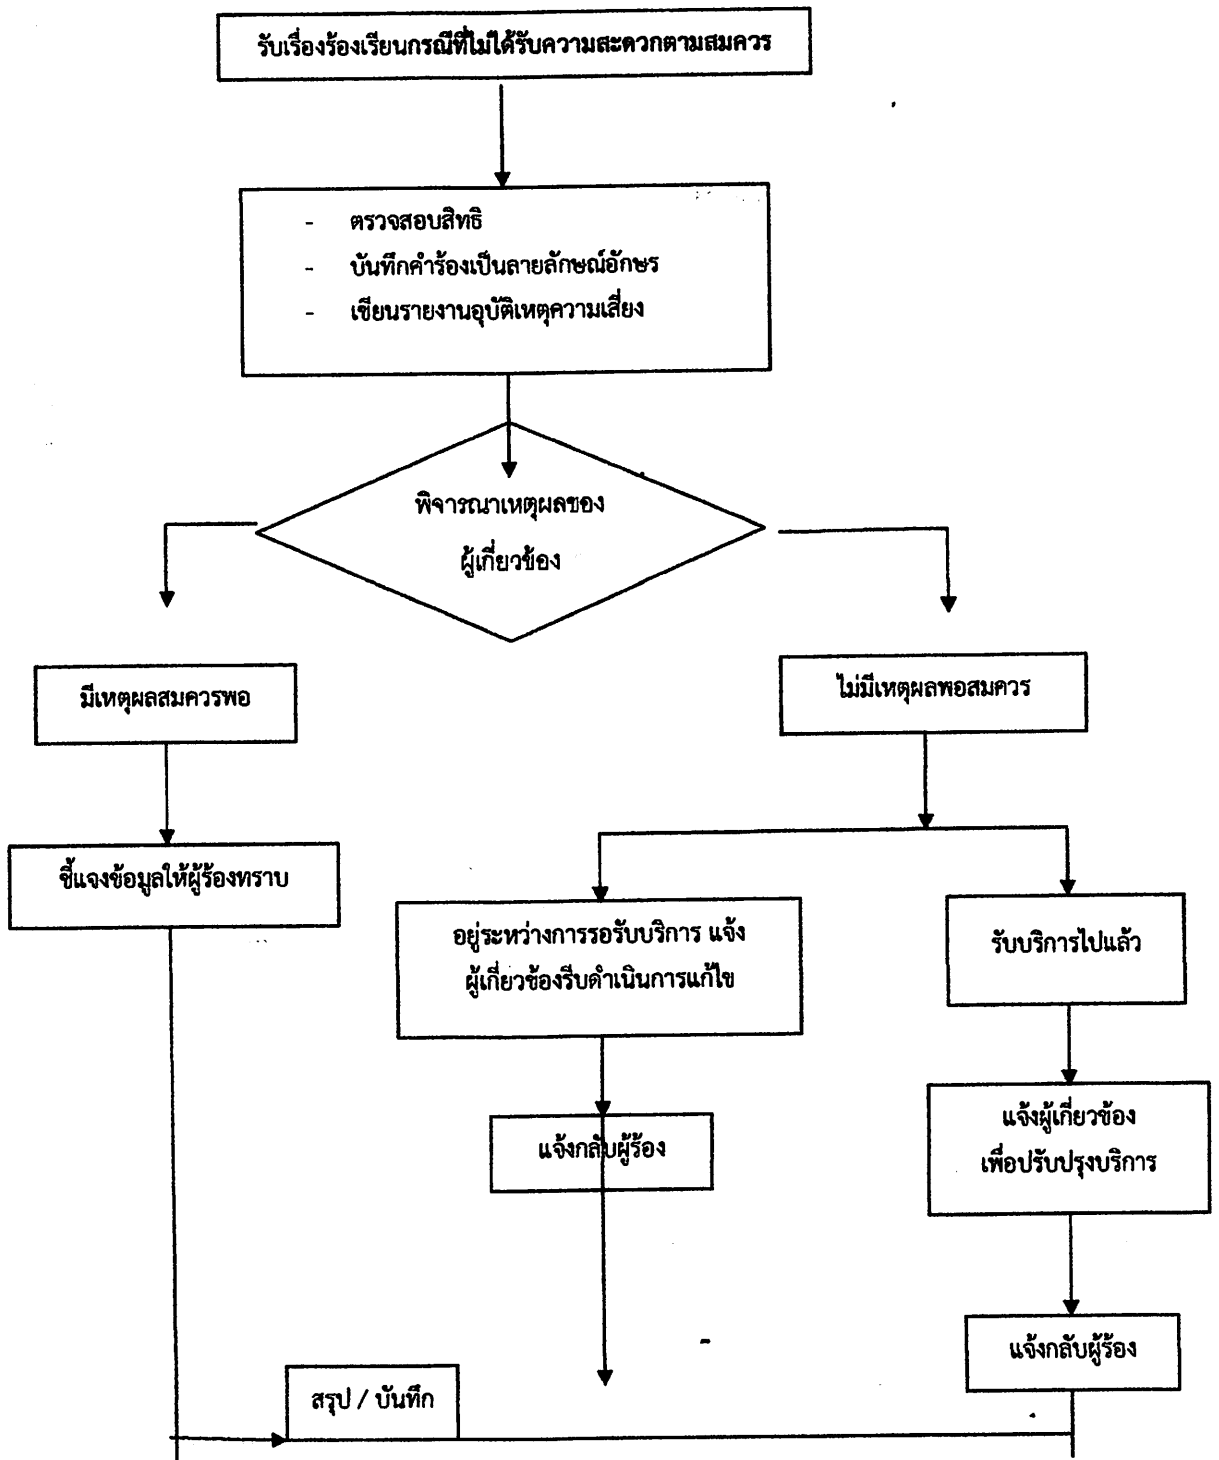 รับเรื่องร้องเรียนกรณีที่ไม่ได้รับความสะดวกตามสมควร
- ตรวจสอบสิทธิ
- บันทึกคำร้องเป็นลายลักษณ์อักษร
- เขียนรายงานอุบัติเหตุความเสี่ยง
พิจารณาเหตุผลของ
ผู้เกี่ยวข้อง
มีเหตุผลสมควรพอ
ไม่มีเหตุผลพอสมควร
ชี้แจงข้อมูลให้ผู้ร้องทราบ
อยู่ระหว่างการรอรับบริการ แจ้ง
ผู้เกี่ยวข้องรีบดำเนินการแก้ไข
รับบริการไปแล้ว
แจ้งกลับผู้ร้อง
แจ้งผู้เกี่ยวข้อง
เพื่อปรับปรุงบริการ
แจ้งกลับผู้ร้อง
สรุป / บันทึก